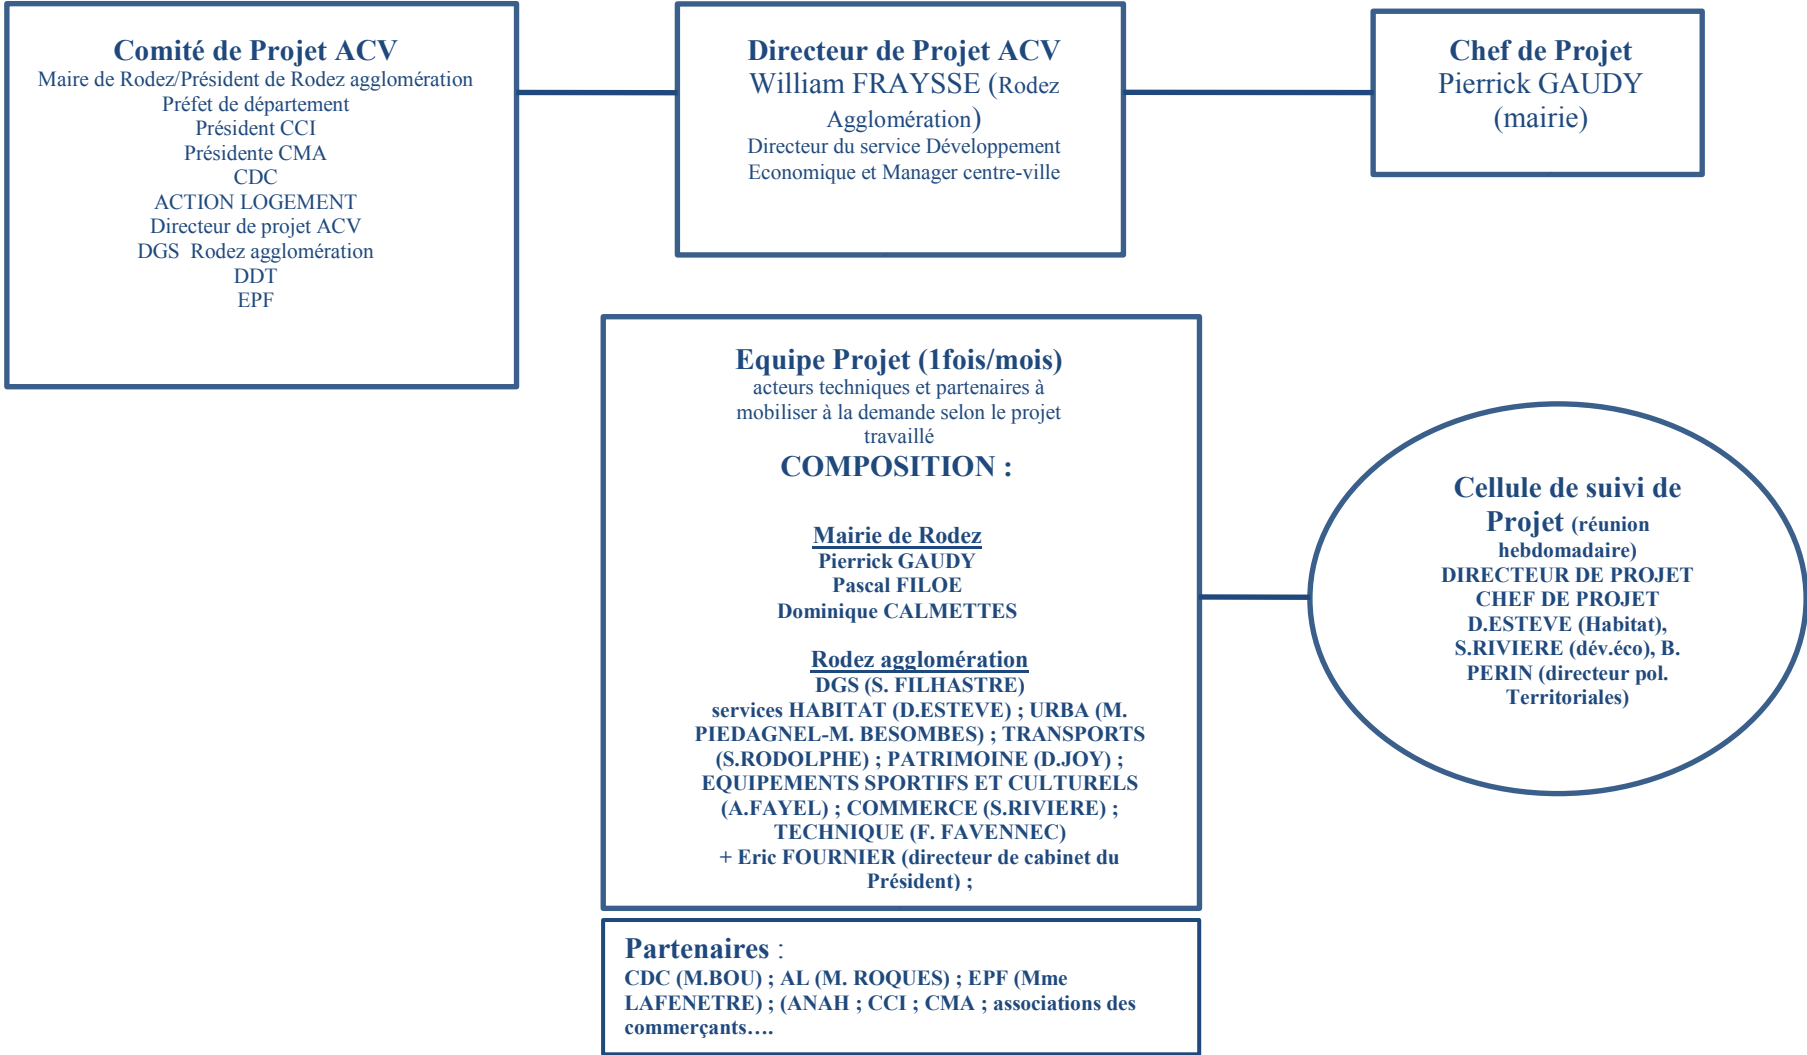 Comité de Projet ACV
Maire de Rodez/Président de Rodez agglomération
Préfet de département
Président CCI
Présidente CMA
CDC
ACTION LOGEMENT
Directeur de projet ACV
DGS Rodez agglomération
DDT
EPF
Directeur de Projet ACV
William FRAYSSE (Rodez
Agglomération)
Directeur du service Développement
Economique et Manager centre-ville
Chef de Projet
Pierrick GAUDY
(mairie)
Equipe Projet (1fois/mois)
acteurs techniques et partenaires à
mobiliser à la demande selon le projet
travaillé
COMPOSITION :
Mairie de Rodez
Pierrick GAUDY
Pascal FILOE
Dominique CALMETTES
Rodez agglomération
DGS (S. FILHASTRE)
services HABITAT (D.ESTEVE) ; URBA (M.
PIEDAGNEL-M. BESOMBES) ; TRANSPORTS
(S.RODOLPHE) ; PATRIMOINE (D.JOY) ;
EQUIPEMENTS SPORTIFS ET CULTURELS
(A.FAYEL) ; COMMERCE (S.RIVIERE) ;
TECHNIQUE (F. FAVENNEC)
+ Eric FOURNIER (directeur de cabinet du
Président) ;
Cellule de suivi de
Projet (réunion
hebdomadaire)
DIRECTEUR DE PROJET
CHEF DE PROJET
D.ESTEVE (Habitat),
S.RIVIERE (dév.éco), B.
PERIN (directeur pol.
Territoriales)
Partenaires :
CDC (M.BOU) ; AL (M. ROQUES) ; EPF (Mme
LAFENETRE) ; (ANAH ; CCI ; CMA ; associations des
commerçants….